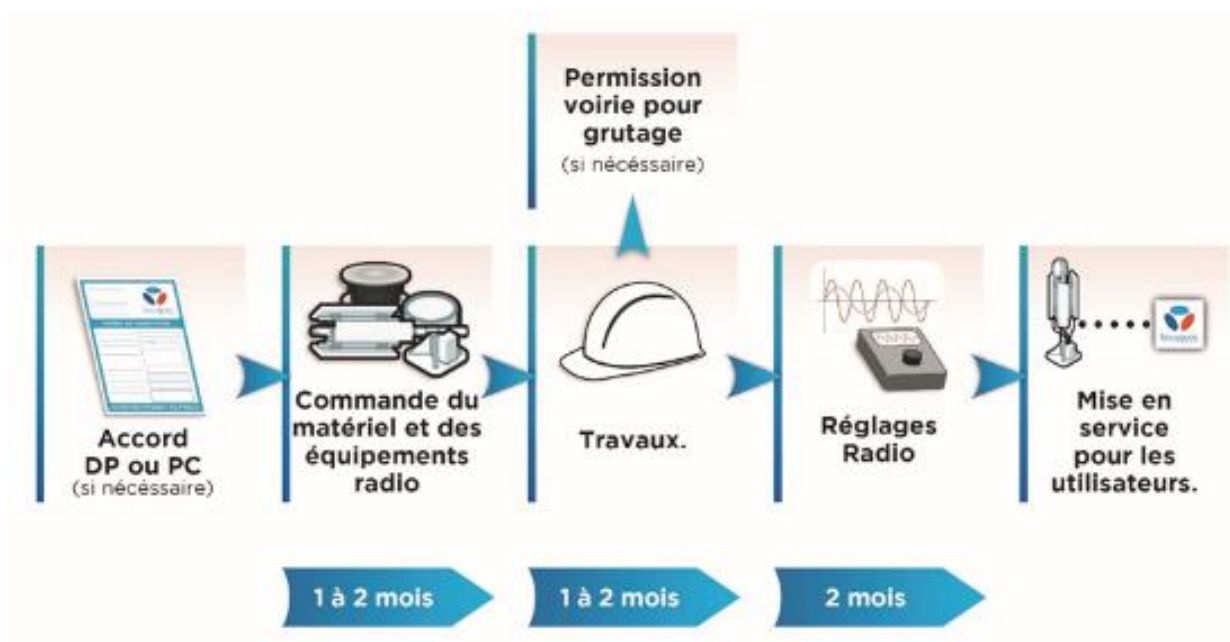 Permission
voirie pour
grutage
(si nécéssaire)
Accord
DP ou PC
(si nécéssaire)
Commande du
matériel et des
équipements
radio
Travaux.
Réglages
Radio
Mise en
service
pour les
utilisateurs.
1 à 2 mois
1 à 2 mois
2 mois